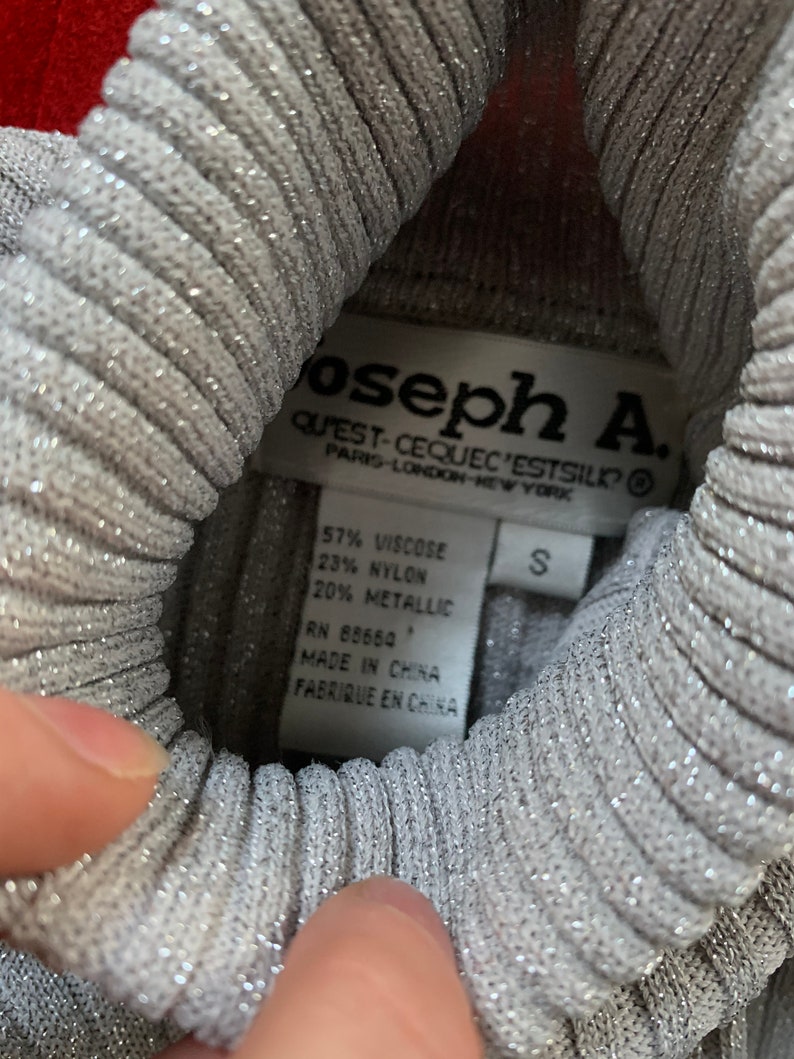 Joseph A.
QU'EST-CEQUEC'ESTSILK? ®
PARIS-LONDON-NEW YORK
57% VISCOSE
23% NYLON
20% METALLIC
RN 88664
MADE IN CHINA
FABRIQUE EN CHINA
S